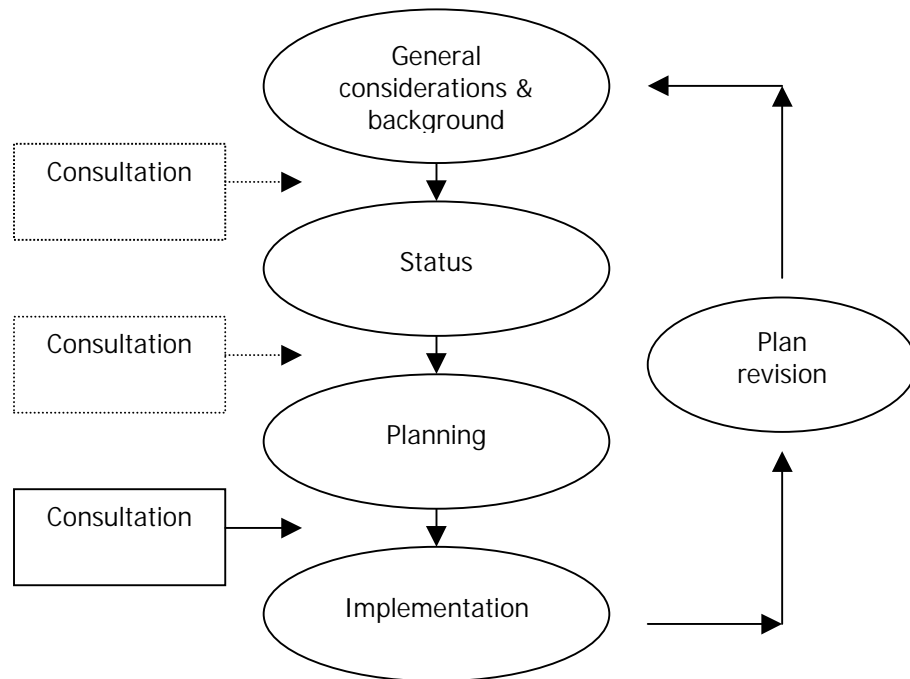 General
considerations &
background
Consultation
Status
Consultation
Plan
revision
Planning
Consultation
Implementation